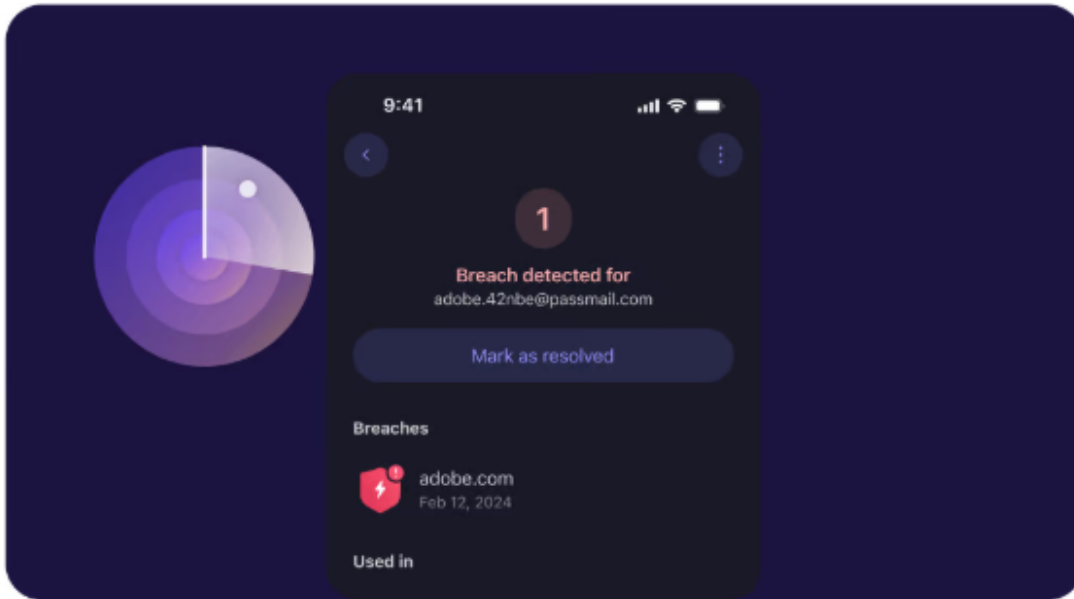 9:41
1
Breach detected for
adobe.42nbe@passmail.com
Mark as resolved
Breaches
adobe.com
Feb 12, 2024
Used in